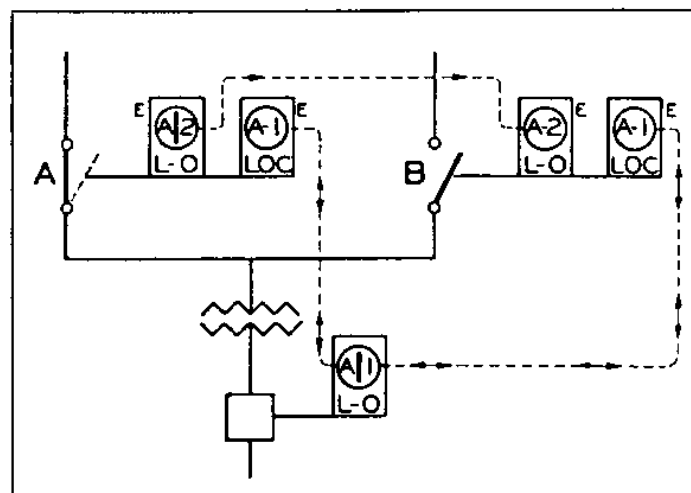 E A-2 L-O
A-1 E LOC
A-2 E L-O
A-1 E LOC
A
B
A-1 L-O